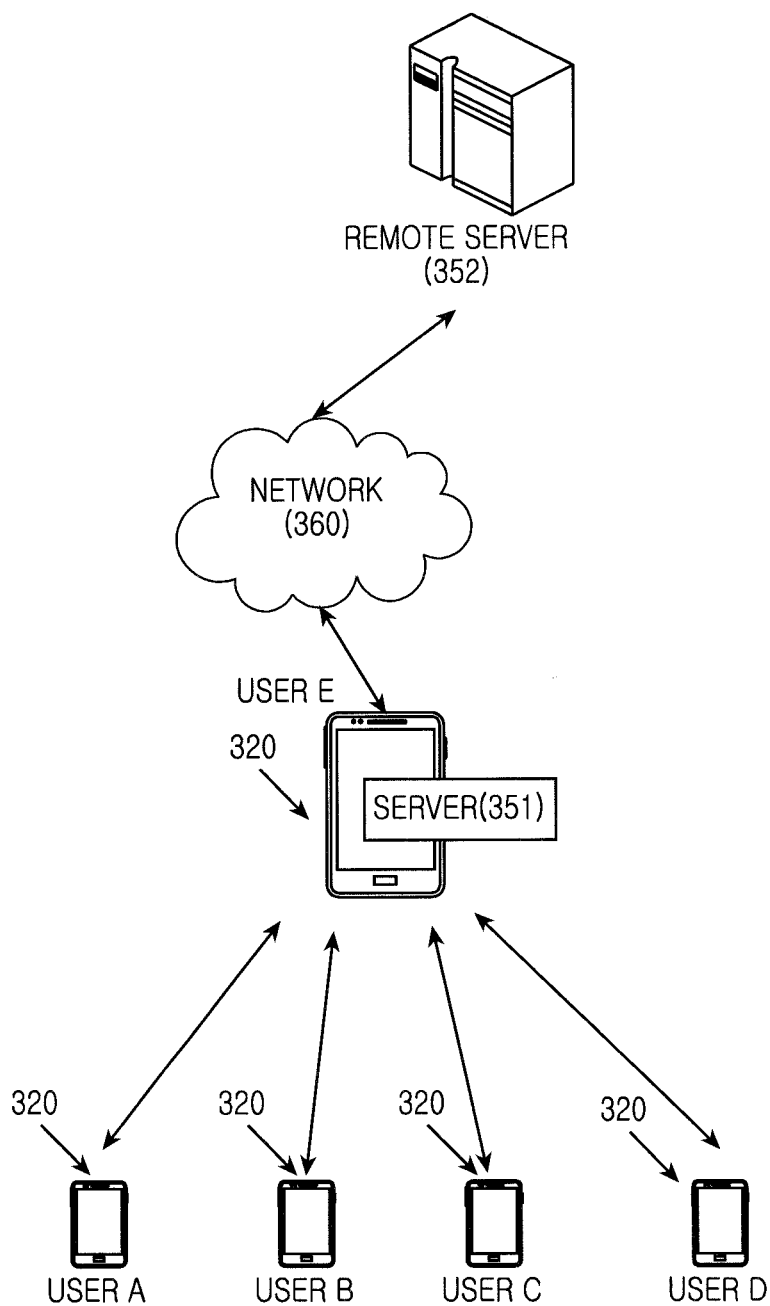 REMOTE SERVER
(352)
NETWORK
(360)
USER E
320
SERVER(351)
320
320
320
320
USER A
USER B
USER C
USER D